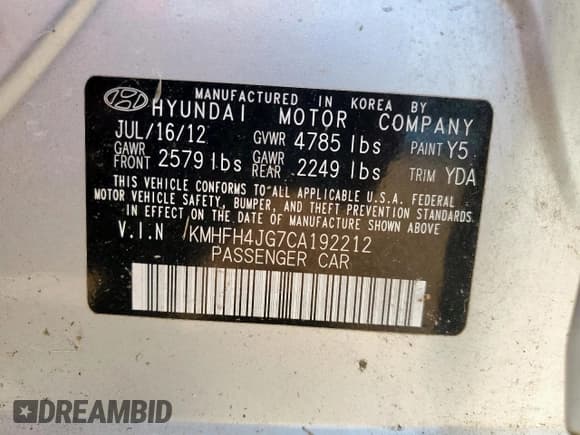 MANUFACTURED IN KOREA BY
HYUNDAI MOTOR COMPANY
JUL/16/12 GVWR 4785 lbs PAINT Y5
GAWR FRONT 2579 lbs GAWR REAR 2249 lbs TRIM YDA
THIS VEHICLE CONFORMS TO ALL APPLICABLE U.S.A. FEDERAL
MOTOR VEHICLE SAFETY, BUMPER, AND THEFT PREVENTION STANDARDS
IN EFFECT ON THE DATE OF MANUFACTURE SHOWN ABOVE.
V.I.N /KMHFH4JG7CA192212
PASSENGER CAR
DREAMBID